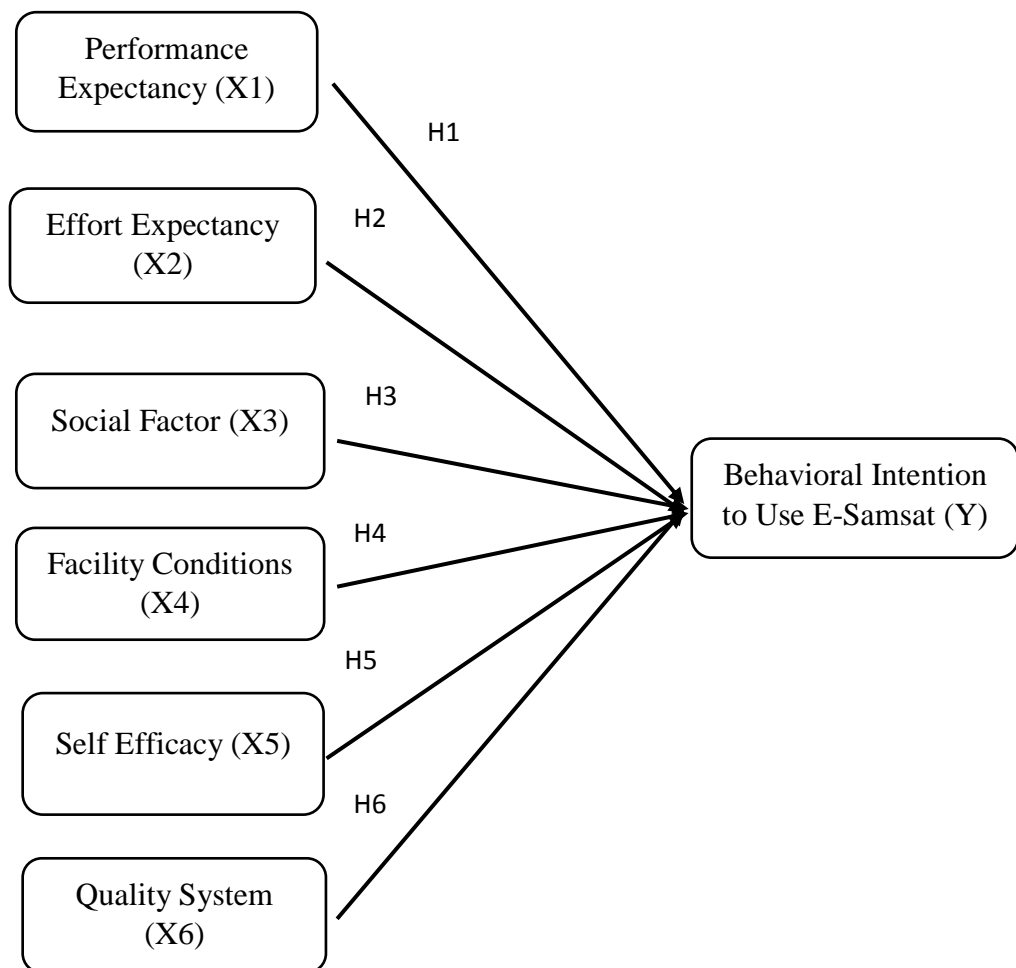 Performance
Expectancy (X1)
H1
Effort Expectancy
(X2)
H2
Social Factor (X3)
H3
Behavioral Intention
to Use E-Samsat (Y)
Facility Conditions
(X4)
H4
Self Efficacy (X5)
H5
Quality System
(X6)
H6